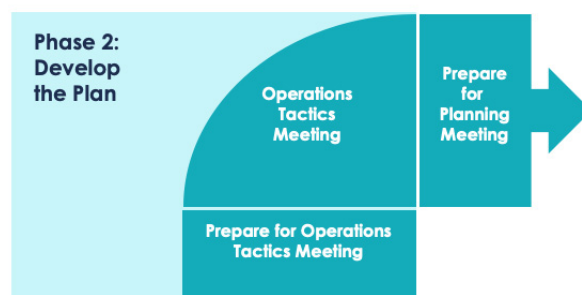 Phase 2:
Develop
the Plan
Operations
Tactics
Meeting
Prepare
for
Planning
Meeting
Prepare for Operations
Tactics Meeting